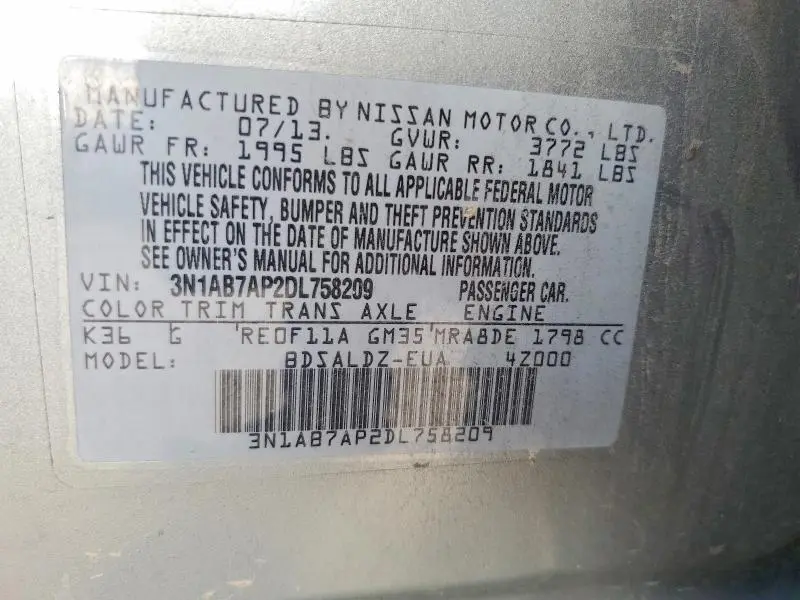 MANUFACTURED BY NISSAN MOTOR CO., LTD.
DATE: 07/13. GVWR: 3772 LBS
GAWR FR: 1995 LBS GAWR RR: 1841 LBS
THIS VEHICLE CONFORMS TO ALL APPLICABLE FEDERAL MOTOR
VEHICLE SAFETY, BUMPER AND THEFT PREVENTION STANDARDS
IN EFFECT ON THE DATE OF MANUFACTURE SHOWN ABOVE.
SEE OWNER'S MANUAL FOR ADDITIONAL INFORMATION.
VIN: 3N1AB7AP2DL758209 PASSENGER CAR.
COLOR TRIM TRANS AXLE ENGINE
K36 G RE0F11A GM35 MRA8DE 1798 CC
MODEL: BDSALDZ-EUA 4Z000
3N1AB7AP2DL758209